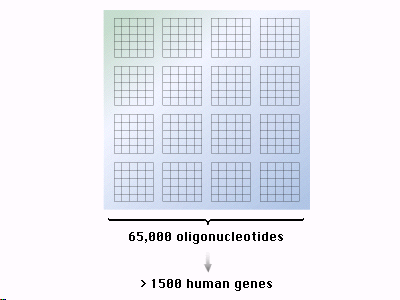 65,000 oligonucleotides
> 1500 human genes